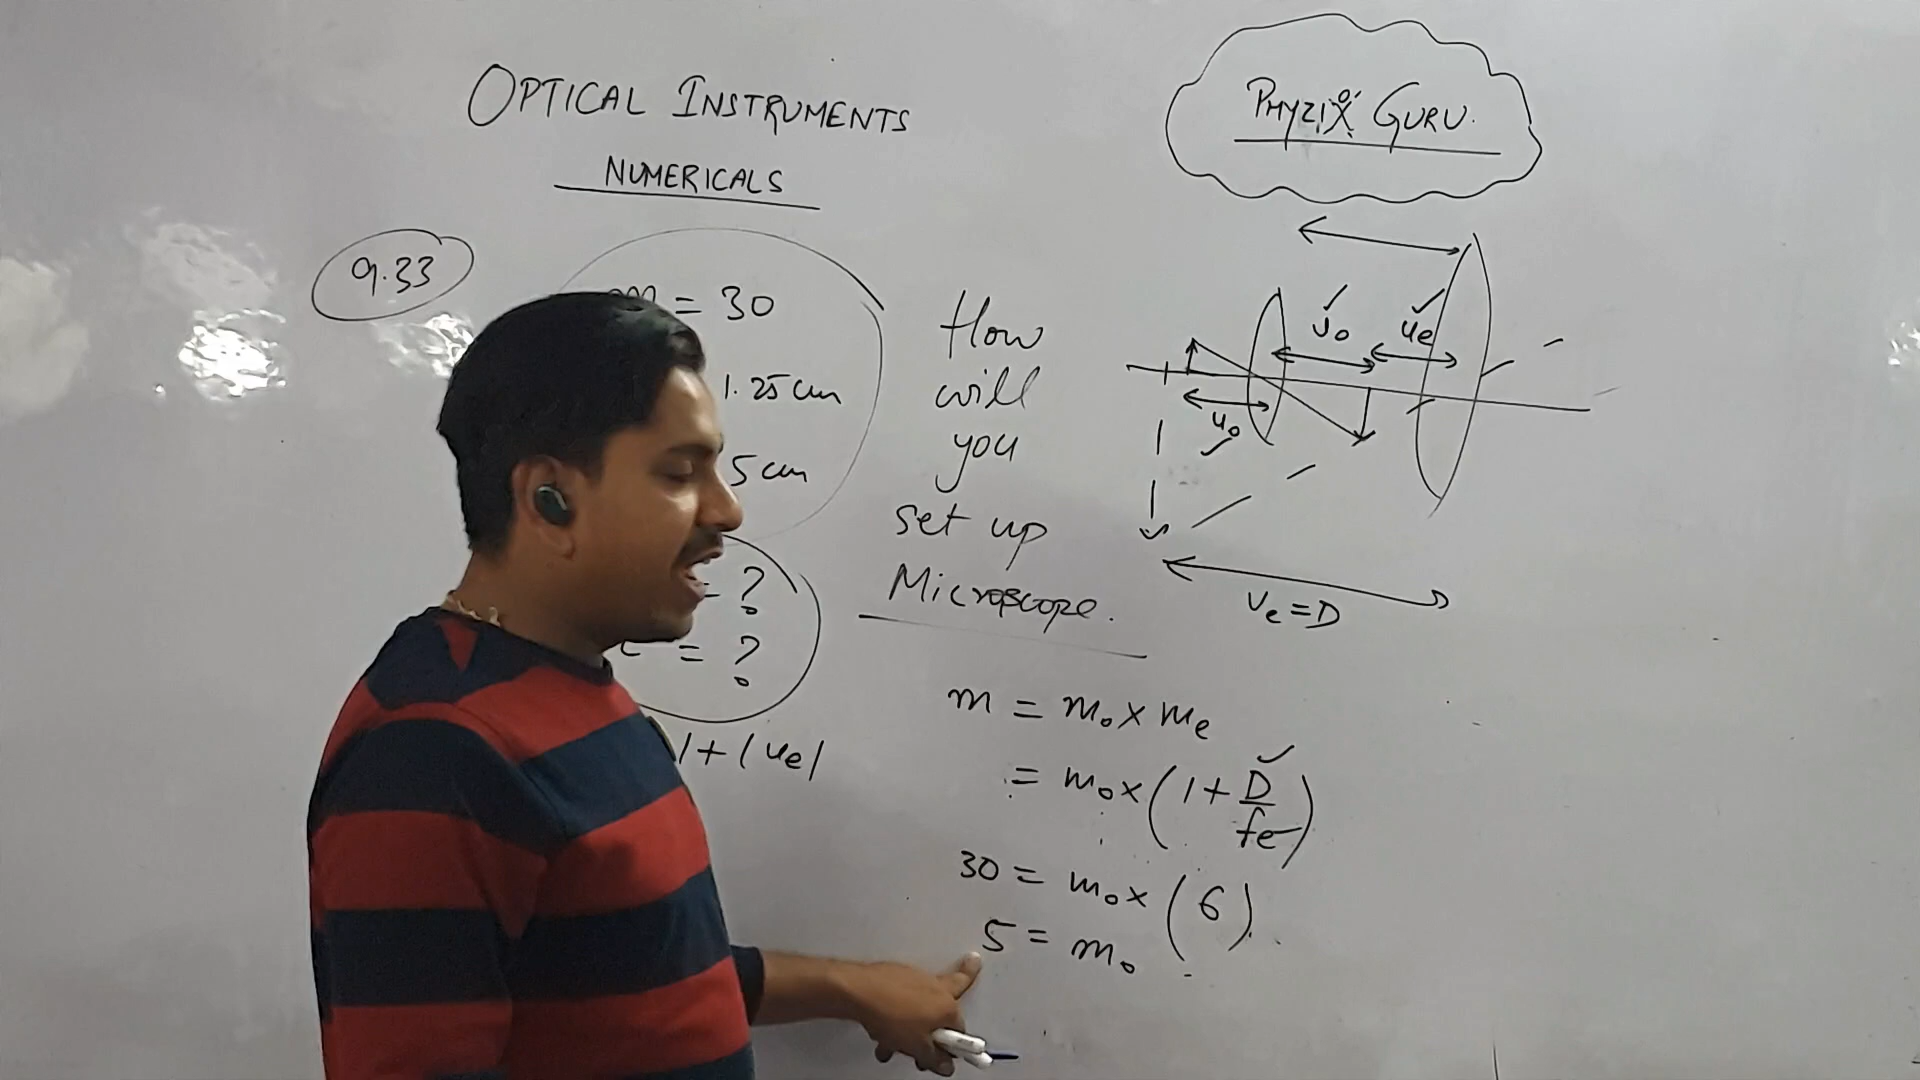 OPTICAL INSTRUMENTS
NUMERICALS
PHYZIX GURU.
9.33
m = 30
1.25 cm
5 cm
= ?
= ?
| + |ue|
How
will
you
set up
Microscope.
vo
ue
uo
ve = D
m = mo × me
= mo × (1 + D/fe)
30 = mo × (6)
5 = mo